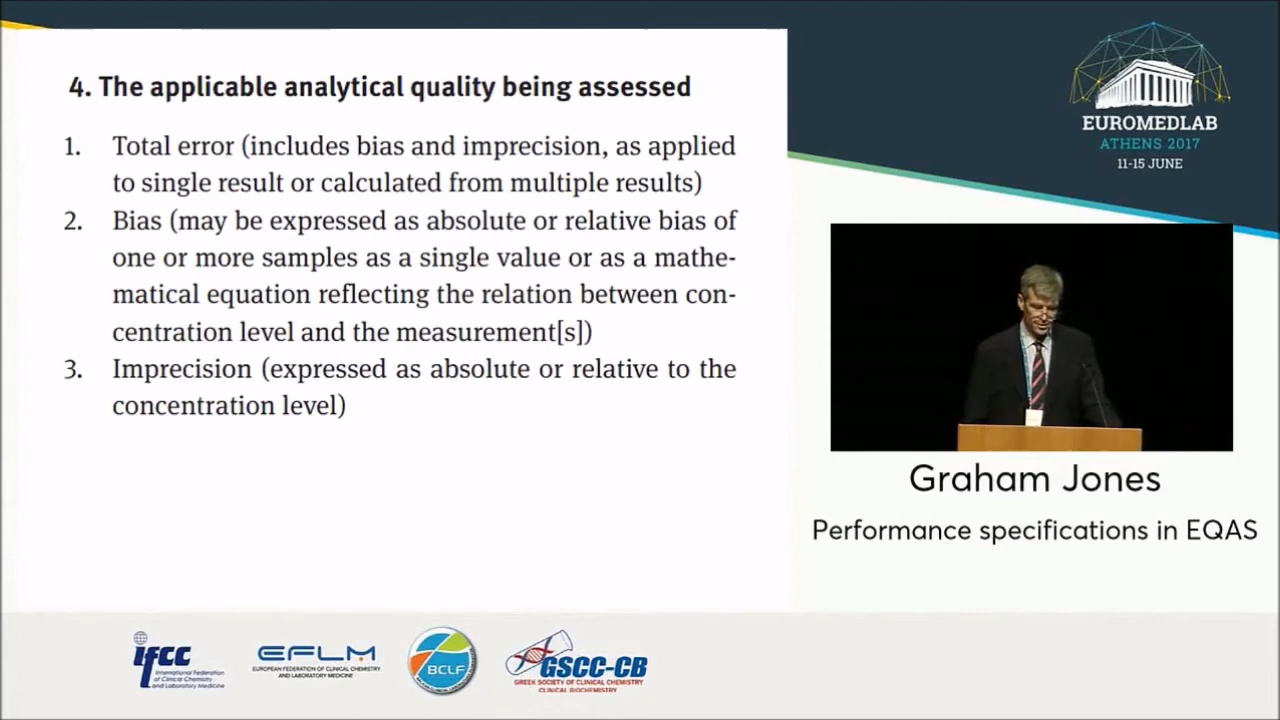 4. The applicable analytical quality being assessed
1. Total error (includes bias and imprecision, as applied
to single result or calculated from multiple results)
2. Bias (may be expressed as absolute or relative bias of
one or more samples as a single value or as a mathe-
matical equation reflecting the relation between con-
centration level and the measurement[s])
3. Imprecision (expressed as absolute or relative to the
concentration level)
EUROMEDLAB
ATHENS 2017
11-15 JUNE
Graham Jones
Performance specifications in EQAS
ifcc
International Federation
of Clinical Chemistry
and Laboratory Medicine
EFLM
EUROPEAN FEDERATION OF CLINICAL CHEMISTRY
AND LABORATORY MEDICINE
BCLF
GSCC-CB
GREEK SOCIETY OF CLINICAL CHEMISTRY
CLINICAL BIOCHEMISTRY